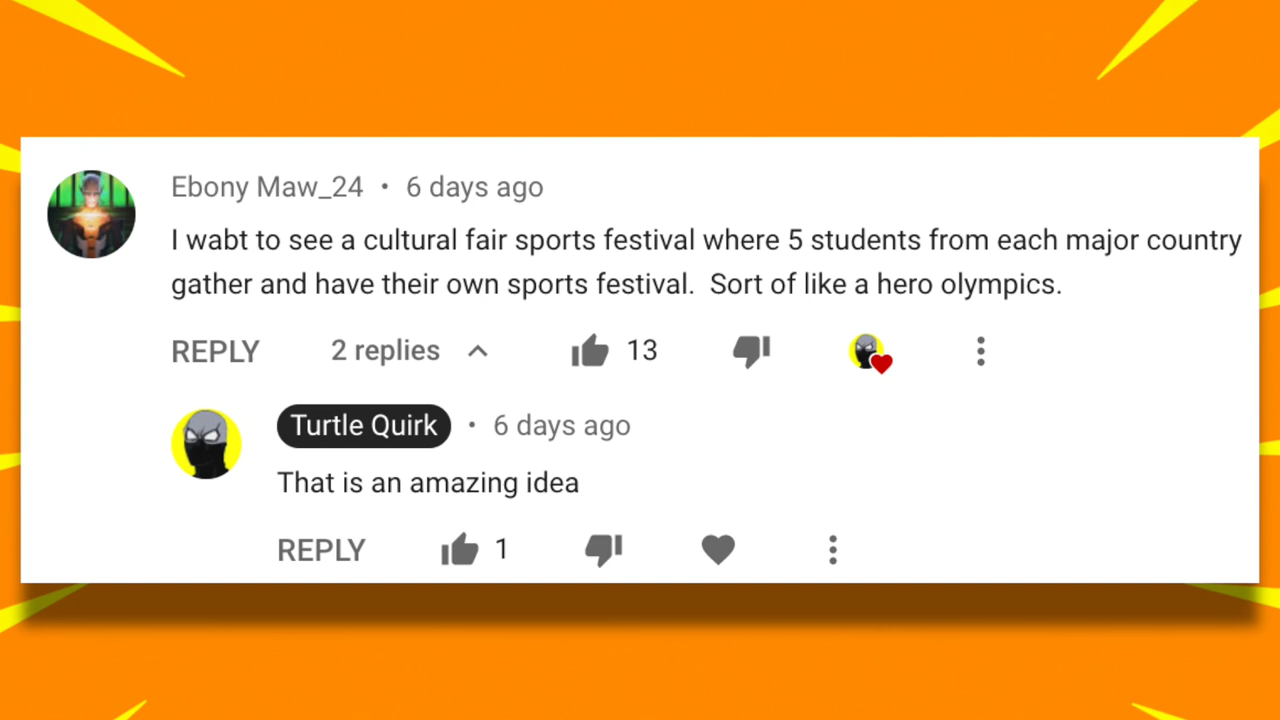 Ebony Maw_24 • 6 days ago
I wabt to see a cultural fair sports festival where 5 students from each major country
gather and have their own sports festival.  Sort of like a hero olympics.
REPLY 2 replies 13
Turtle Quirk • 6 days ago
That is an amazing idea
REPLY 1